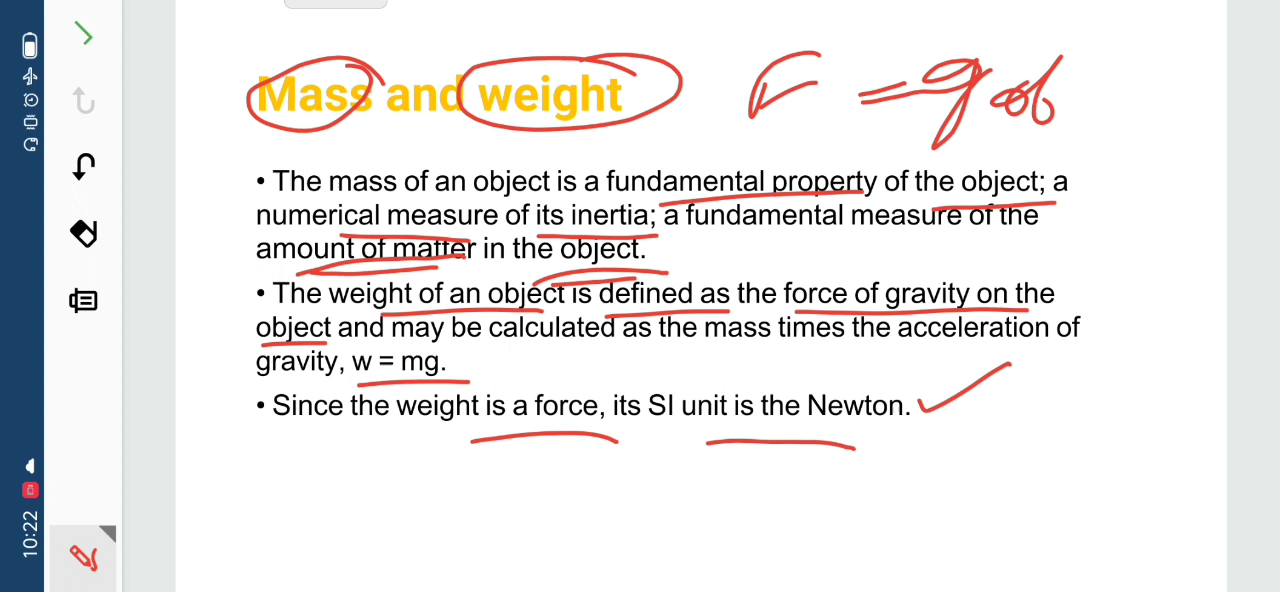 Mass and weight
• The mass of an object is a fundamental property of the object; a
numerical measure of its inertia; a fundamental measure of the
amount of matter in the object.
• The weight of an object is defined as the force of gravity on the
object and may be calculated as the mass times the acceleration of
gravity, w = mg.
• Since the weight is a force, its SI unit is the Newton.
10:22